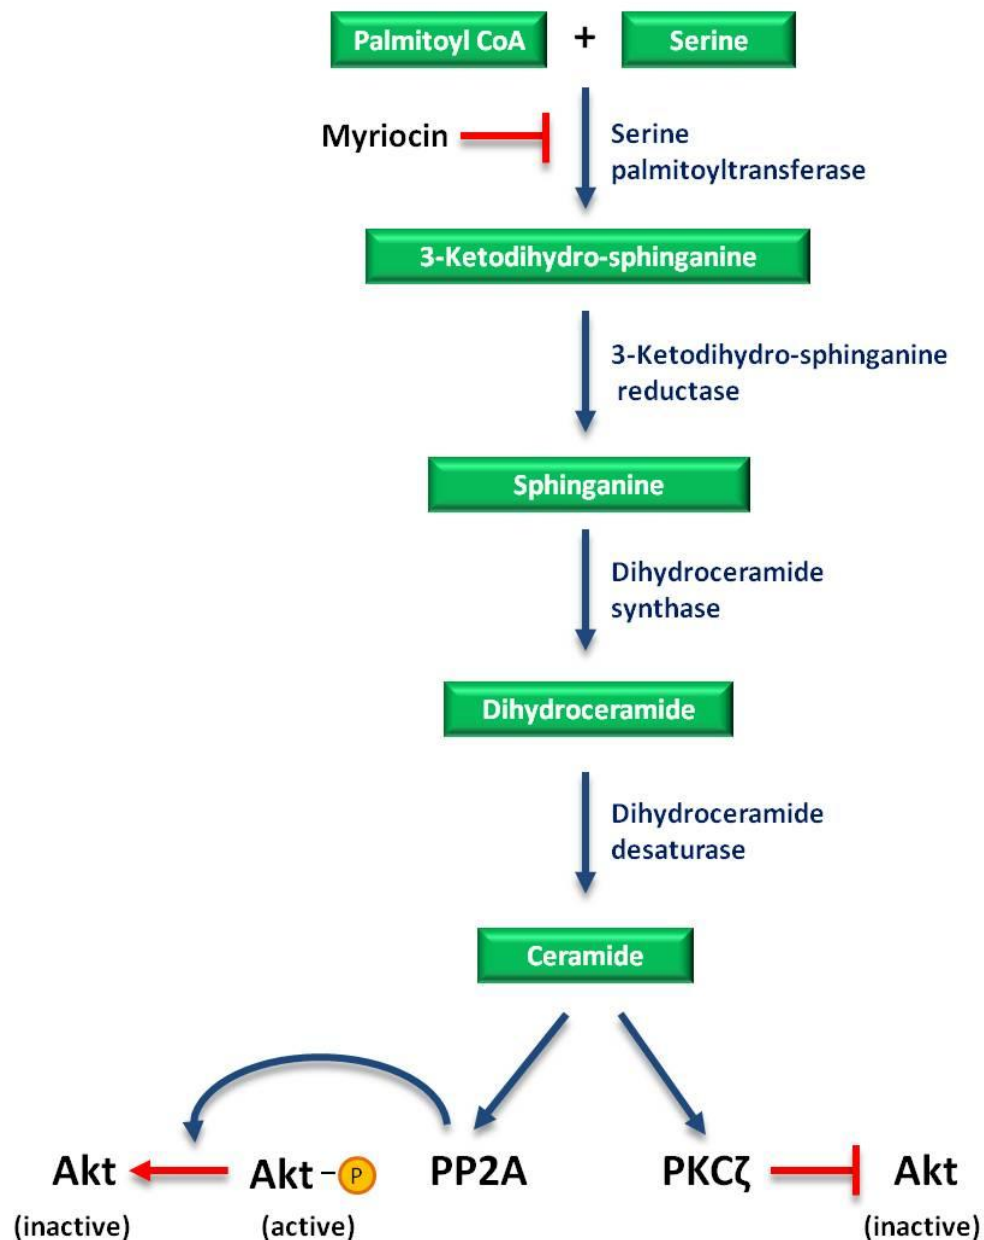 Palmitoyl CoA + Serine
Myriocin
Serine
palmitoyltransferase
3-Ketodihydro-sphinganine
3-Ketodihydro-sphinganine
reductase
Sphinganine
Dihydroceramide
synthase
Dihydroceramide
Dihydroceramide
desaturase
Ceramide
Akt Akt – P PP2A PKCζ Akt
(inactive) (active) (inactive)